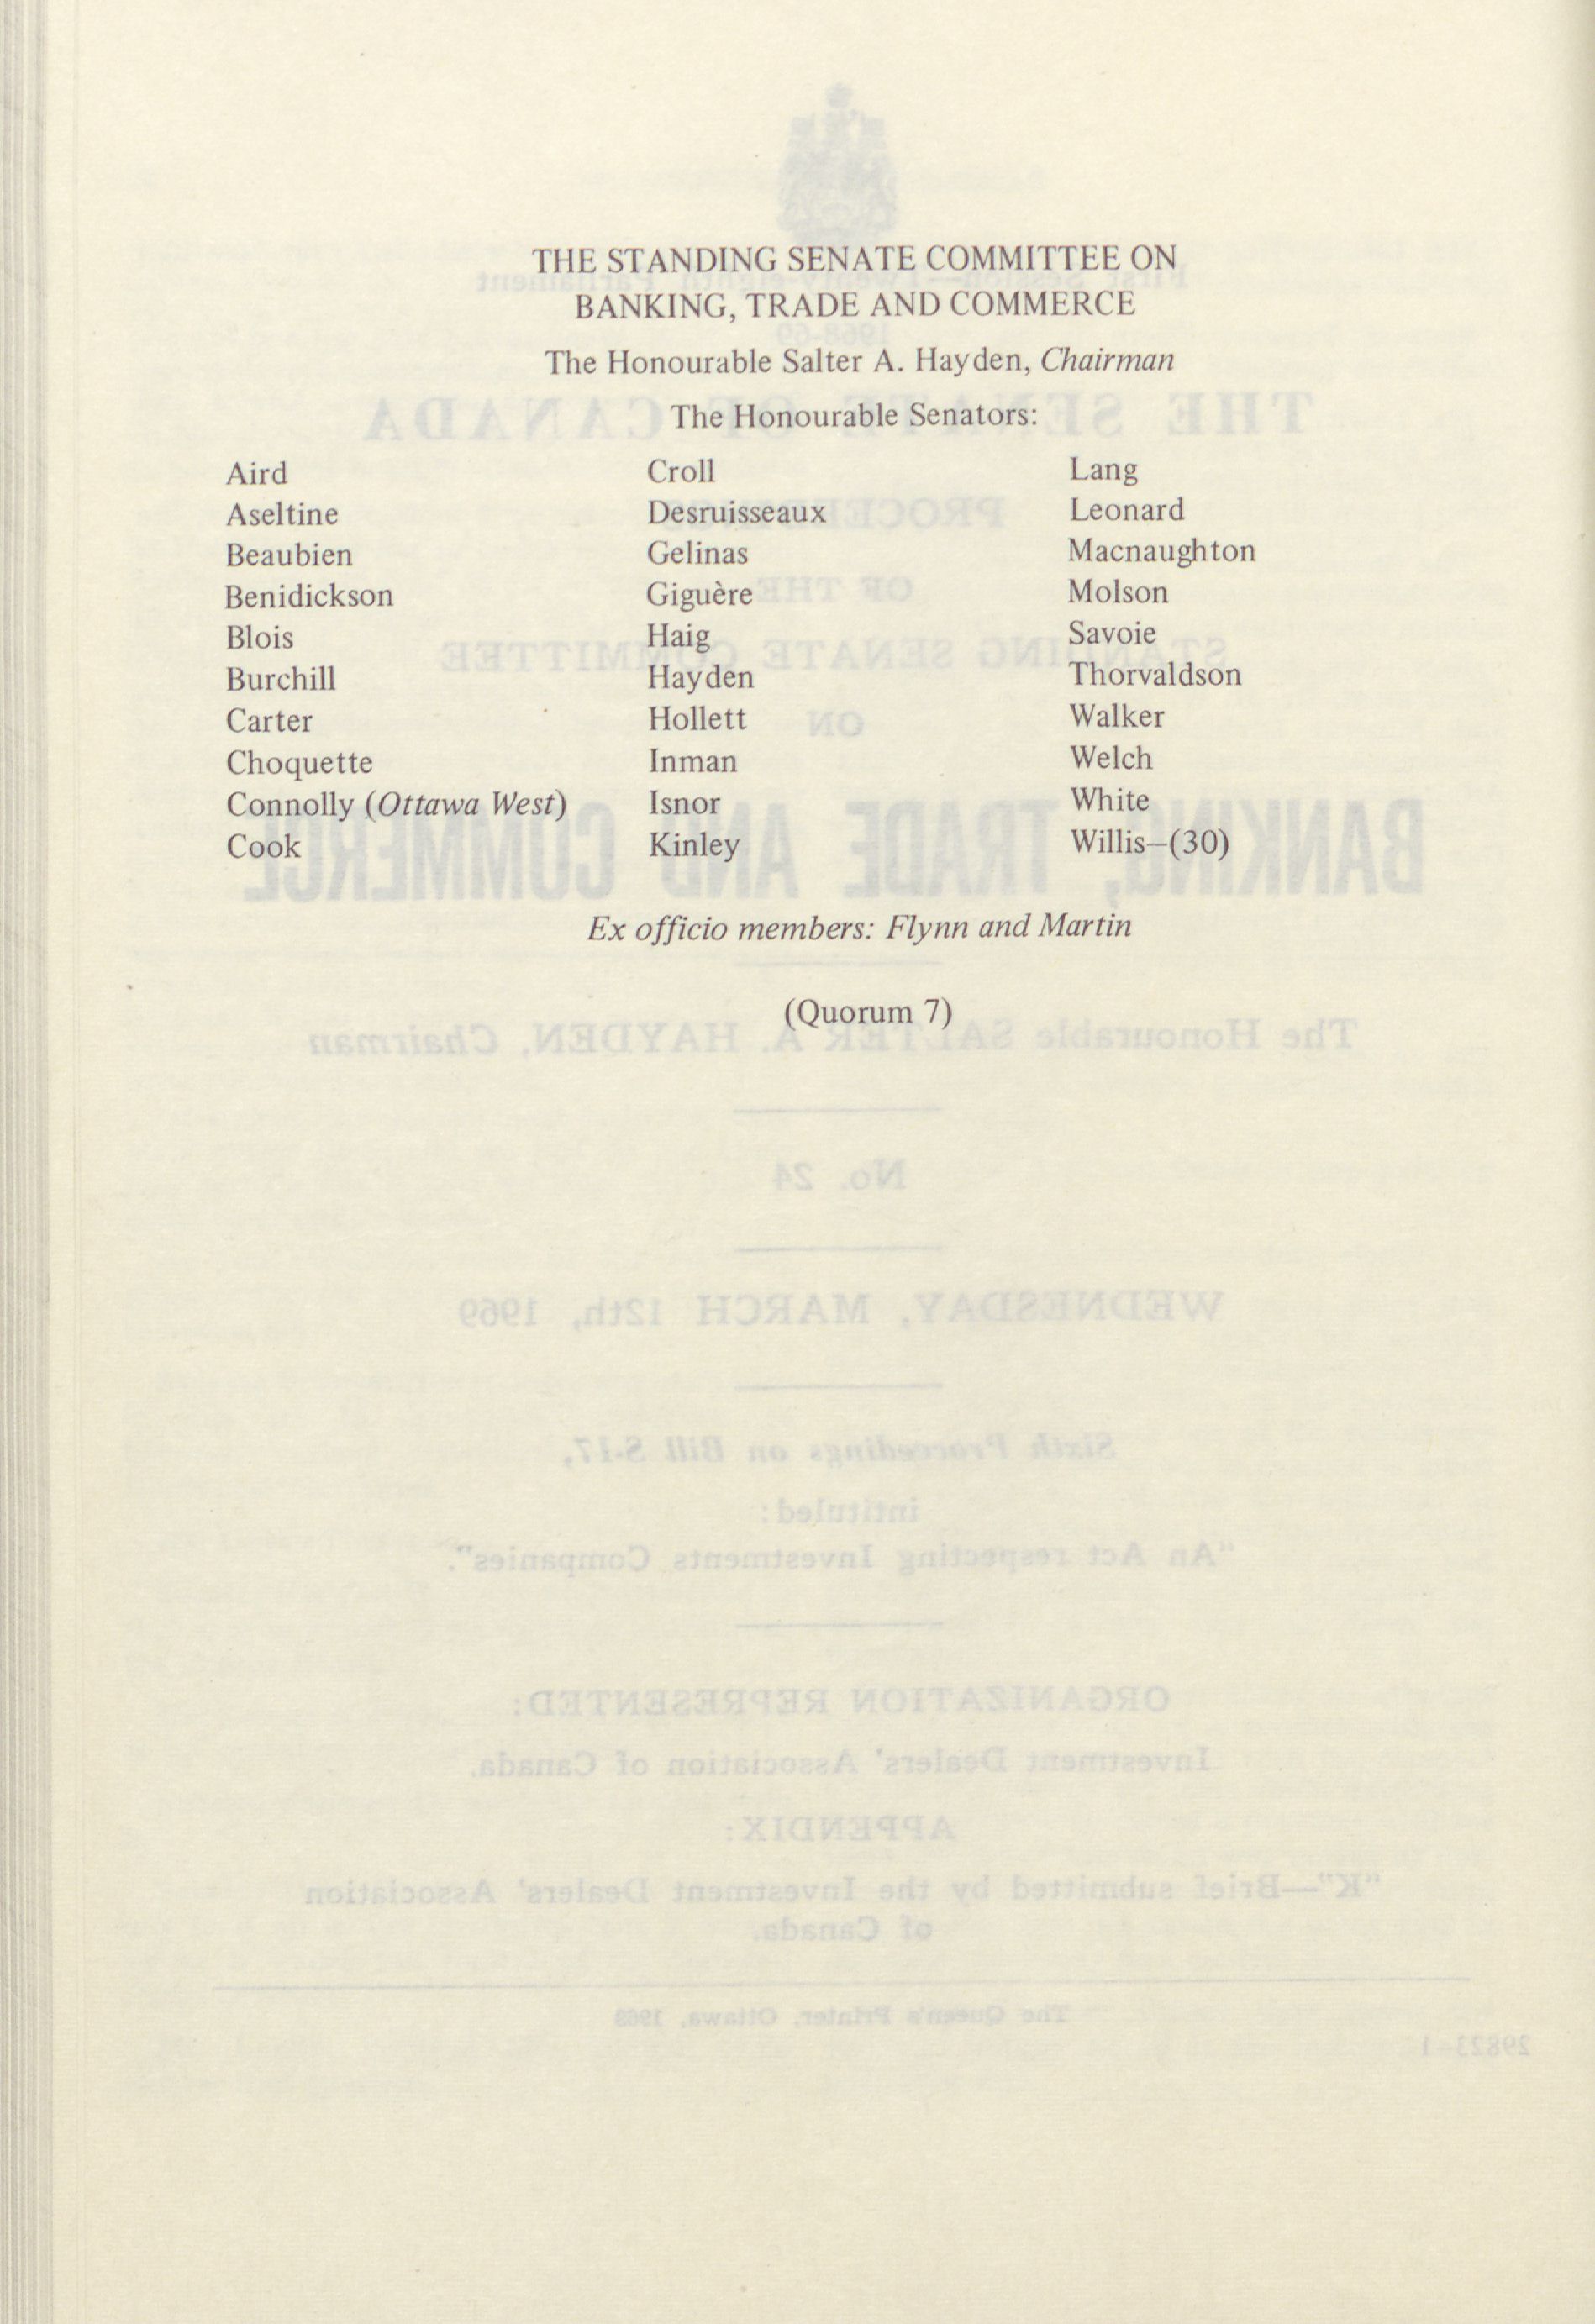 THE STANDING SENATE COMMITTEE ON
BANKING, TRADE AND COMMERCE
The Honourable Salter A. Hayden, Chairman
The Honourable Senators:
Aird
Aseltine
Beaubien
Benidickson
Blois
Burchill
Carter
Choquette
Connolly (Ottawa West)
Cook
Croll
Desruisseaux
Gelinas
Giguère
Haig
Hayden
Hollett
Inman
Isnor
Kinley
Lang
Leonard
Macnaughton
Molson
Savoie
Thorvaldson
Walker
Welch
White
Willis—(30)
Ex officio members: Flynn and Martin
(Quorum 7)